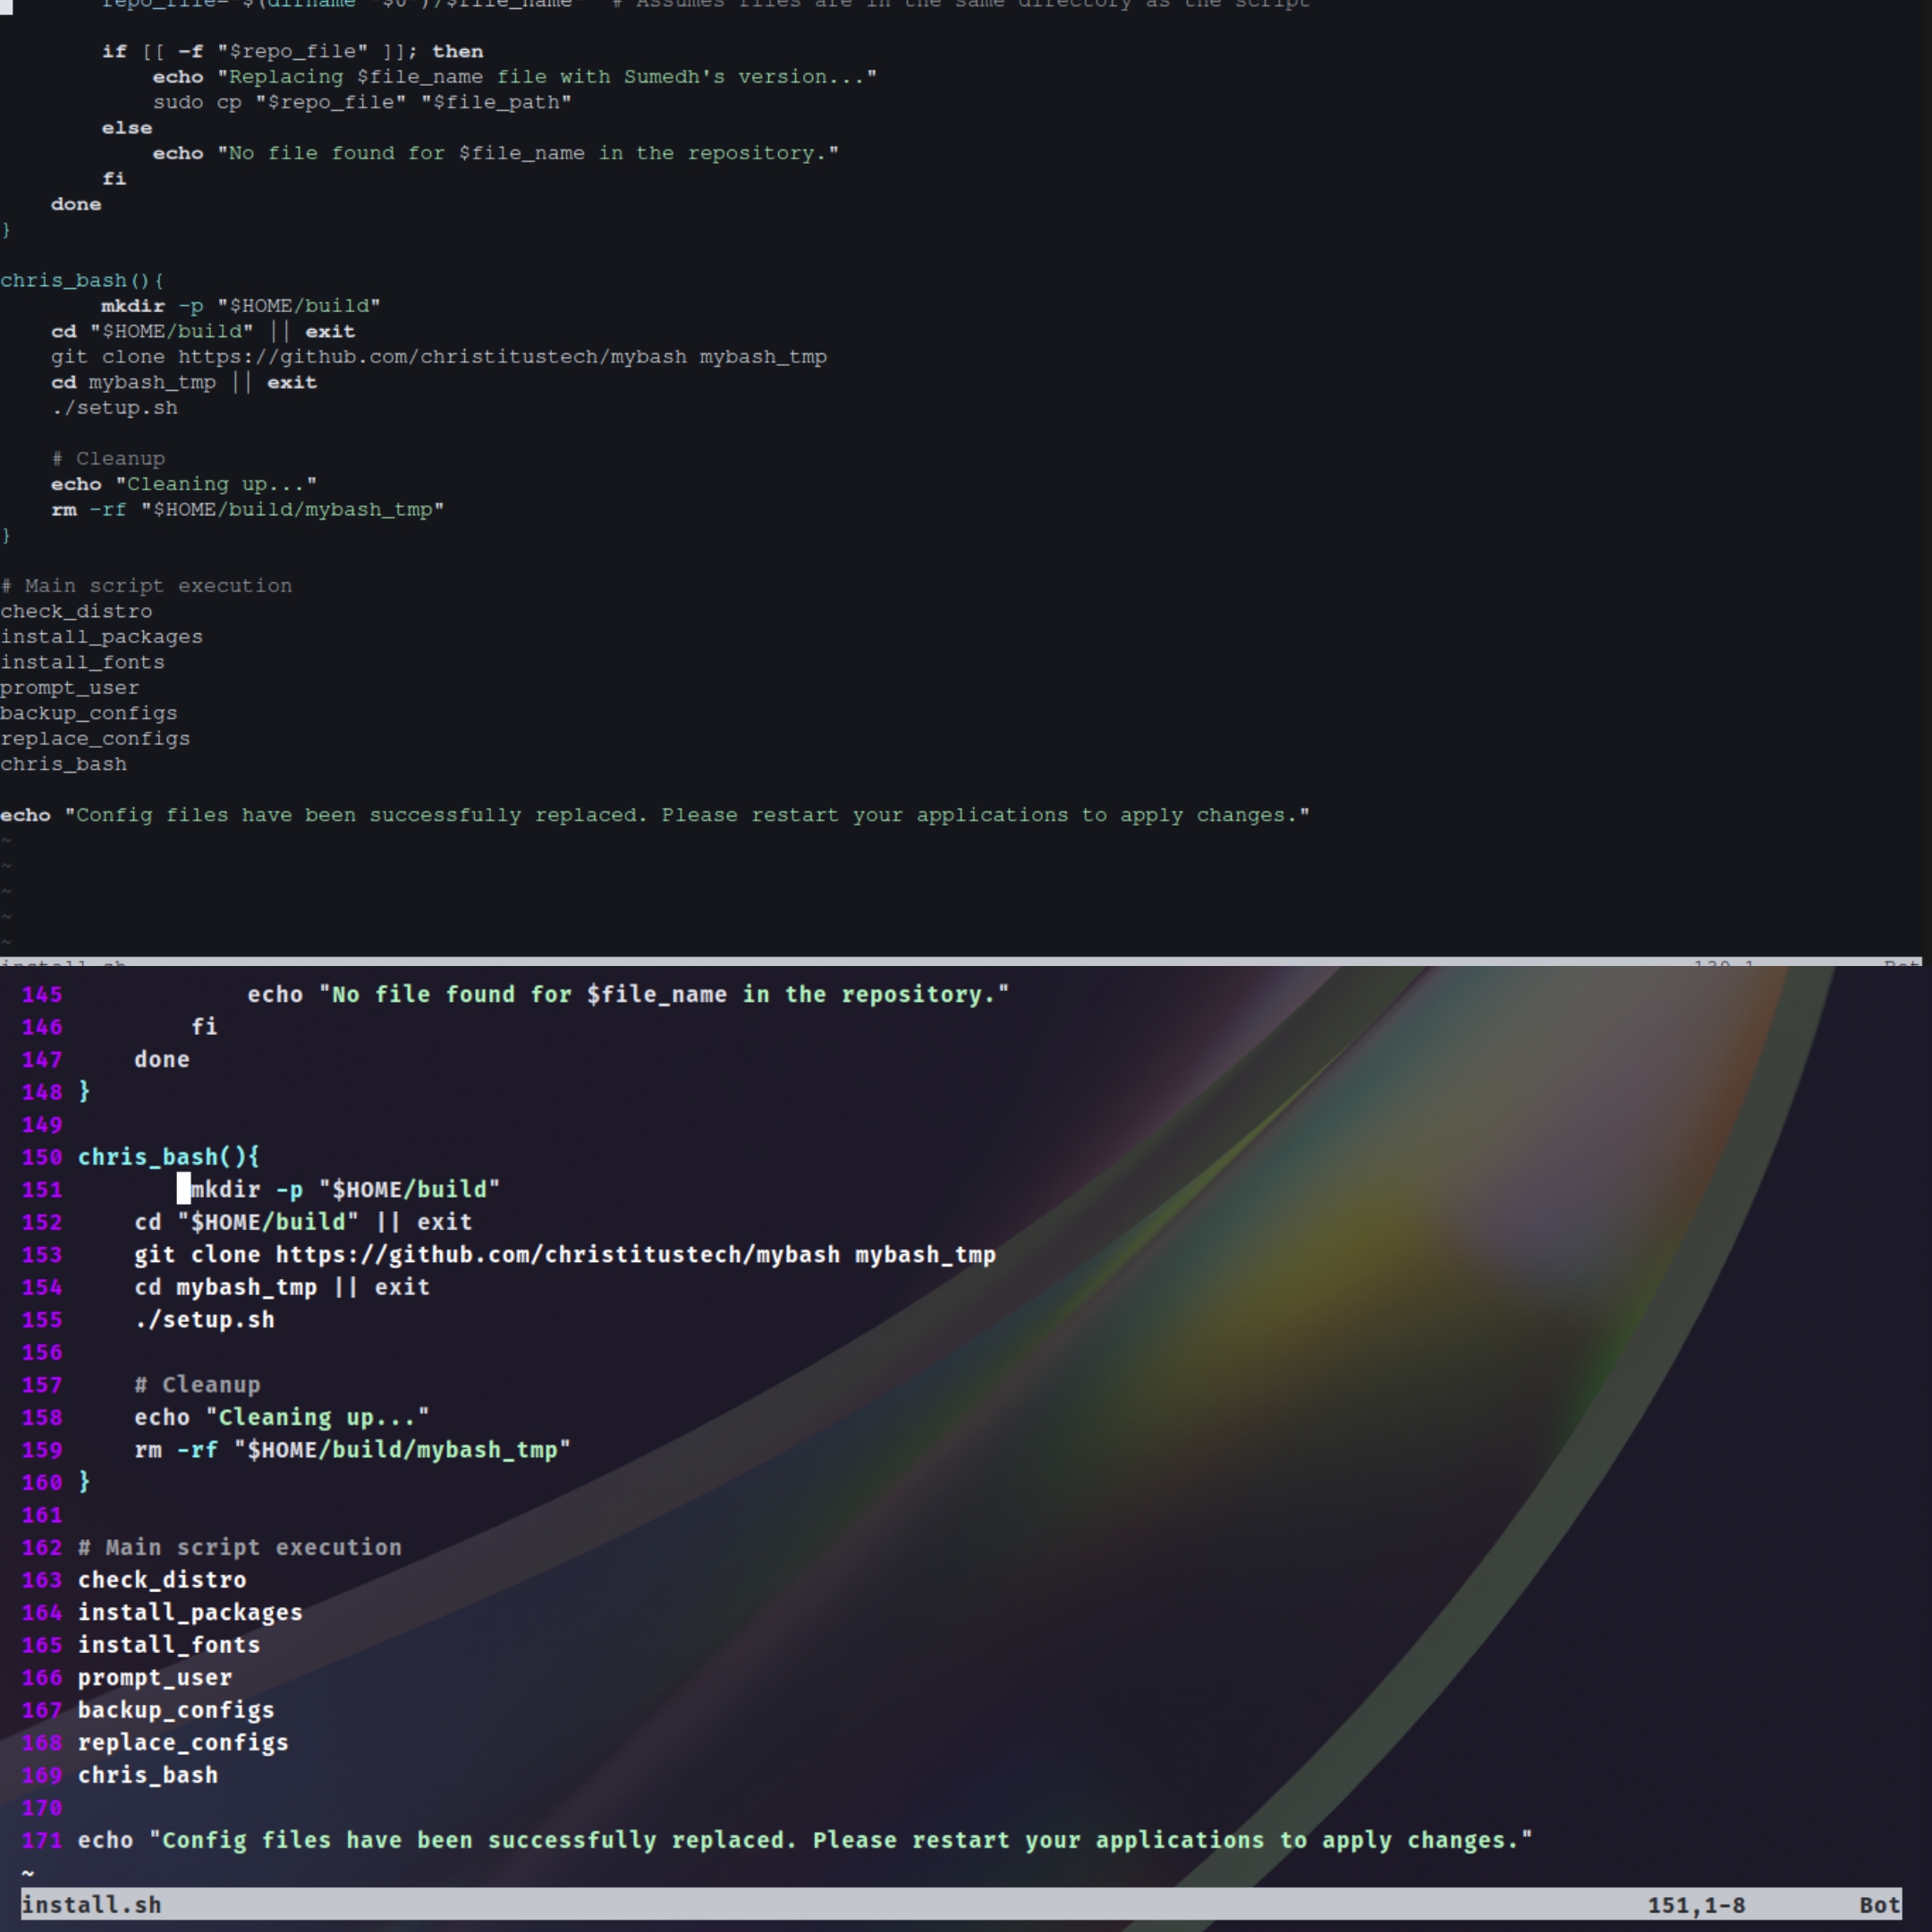 repo_file="$(dirname "$0")/$file_name"  # Assumes files are in the same directory as the script
        if [[ -f "$repo_file" ]]; then
            echo "Replacing $file_name file with Sumedh's version..."
            sudo cp "$repo_file" "$file_path"
        else
            echo "No file found for $file_name in the repository."
        fi
    done
}
chris_bash(){
        mkdir -p "$HOME/build"
    cd "$HOME/build" || exit
    git clone https://github.com/christitustech/mybash mybash_tmp
    cd mybash_tmp || exit
    ./setup.sh
    # Cleanup
    echo "Cleaning up..."
    rm -rf "$HOME/build/mybash_tmp"
}
# Main script execution
check_distro
install_packages
install_fonts
prompt_user
backup_configs
replace_configs
chris_bash
echo "Config files have been successfully replaced. Please restart your applications to apply changes."
~
~
~
~
~
install.sh Bot
145             echo "No file found for $file_name in the repository."
146         fi
147     done
148 }
149
150 chris_bash(){
151        mkdir -p "$HOME/build"
152     cd "$HOME/build" || exit
153     git clone https://github.com/christitustech/mybash mybash_tmp
154     cd mybash_tmp || exit
155     ./setup.sh
156
157     # Cleanup
158     echo "Cleaning up..."
159     rm -rf "$HOME/build/mybash_tmp"
160 }
161
162 # Main script execution
163 check_distro
164 install_packages
165 install_fonts
166 prompt_user
167 backup_configs
168 replace_configs
169 chris_bash
170
171 echo "Config files have been successfully replaced. Please restart your applications to apply changes."
~
install.sh 151,1-8 Bot